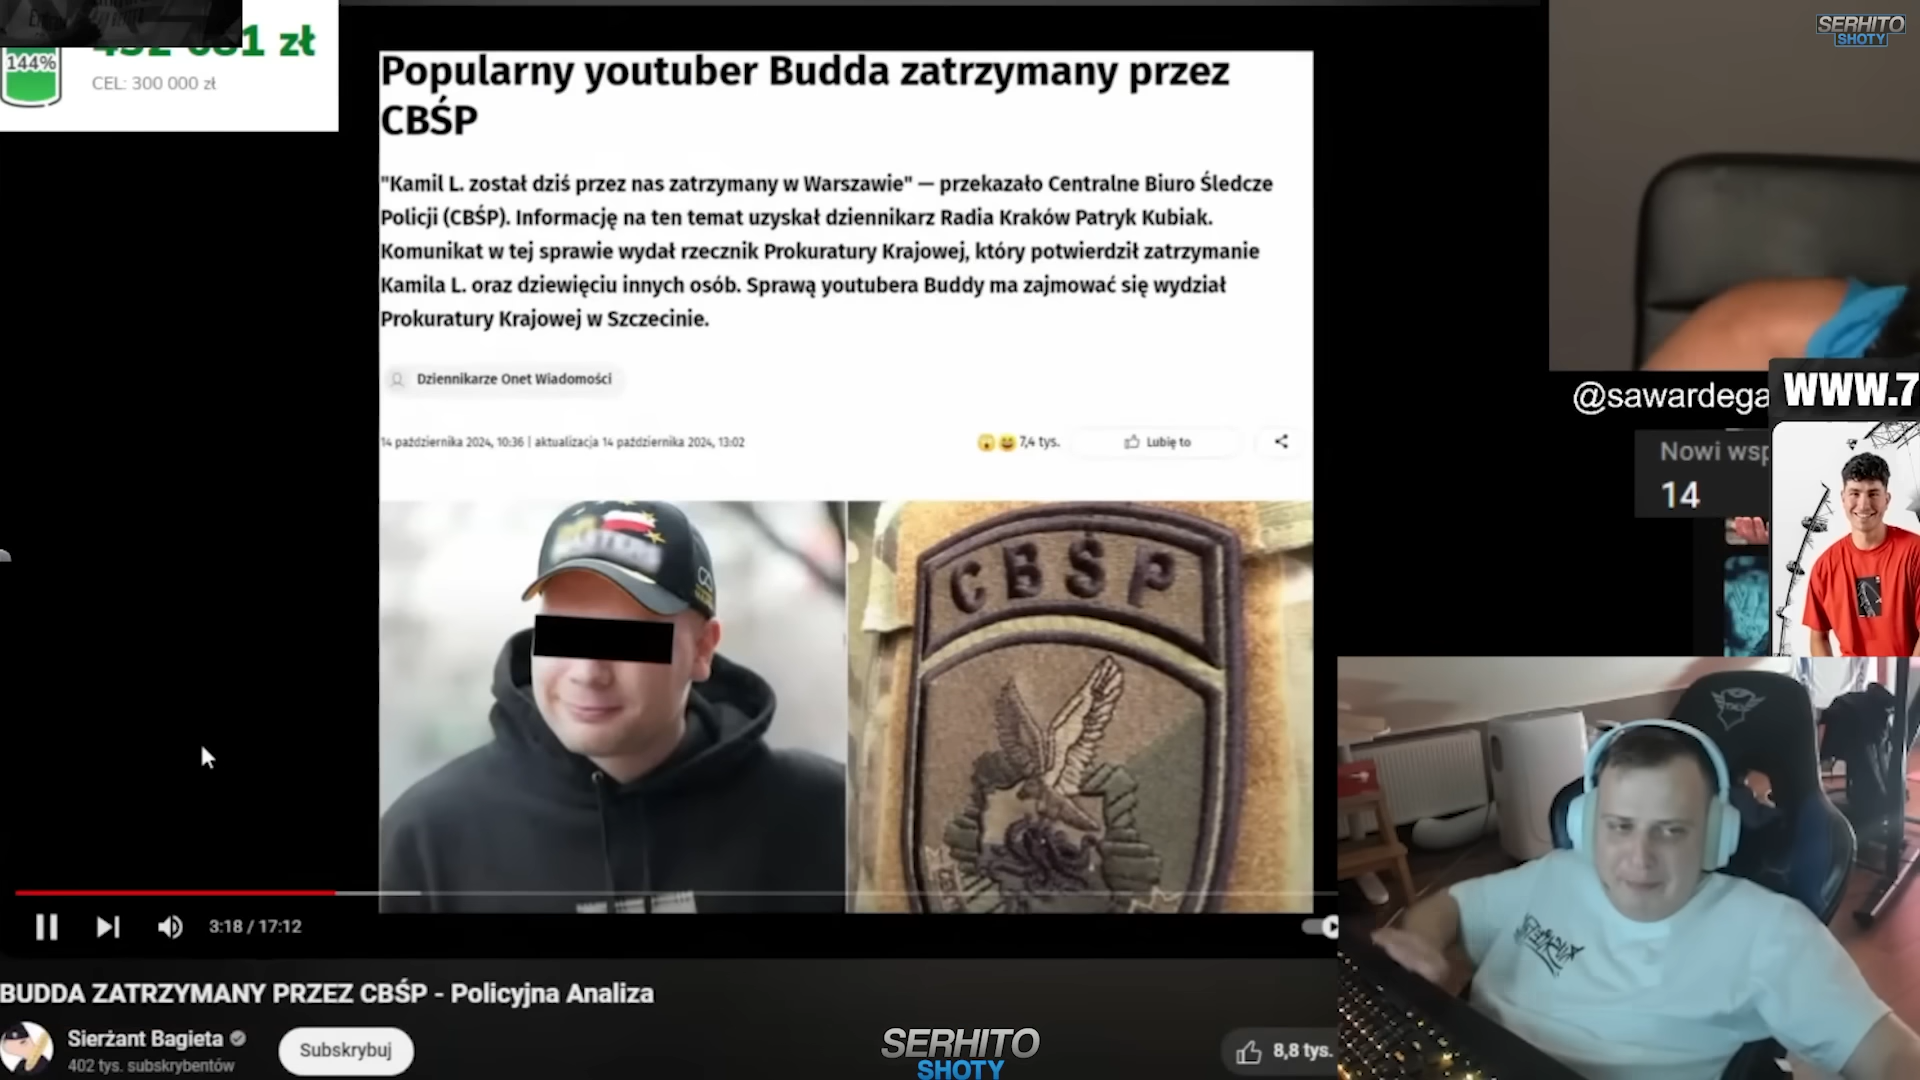 1 zł
144%
CEL: 300 000 zł
SERHITO
SHOTY
Popularny youtuber Budda zatrzymany przez
CBŚP
"Kamil L. został dziś przez nas zatrzymany w Warszawie" — przekazało Centralne Biuro Śledcze
Policji (CBŚP). Informację na ten temat uzyskał dziennikarz Radia Kraków Patryk Kubiak.
Komunikat w tej sprawie wydał rzecznik Prokuratury Krajowej, który potwierdził zatrzymanie
Kamila L. oraz dziewięciu innych osób. Sprawą youtubera Buddy ma zajmować się wydział
Prokuratury Krajowej w Szczecinie.
Dziennikarze Onet Wiadomości
14 października 2024, 10:36 | aktualizacja 14 października 2024, 13:02
7,4 tys.
Lubię to
@sawardega
WWW.7
Nowi wsp
14
CBŚP
3:18 / 17:12
BUDDA ZATRZYMANY PRZEZ CBŚP - Policyjna Analiza
Sierżant Bagieta
402 tys. subskrybentów
Subskrybuj
SERHITO
SHOTY
8,8 tys.